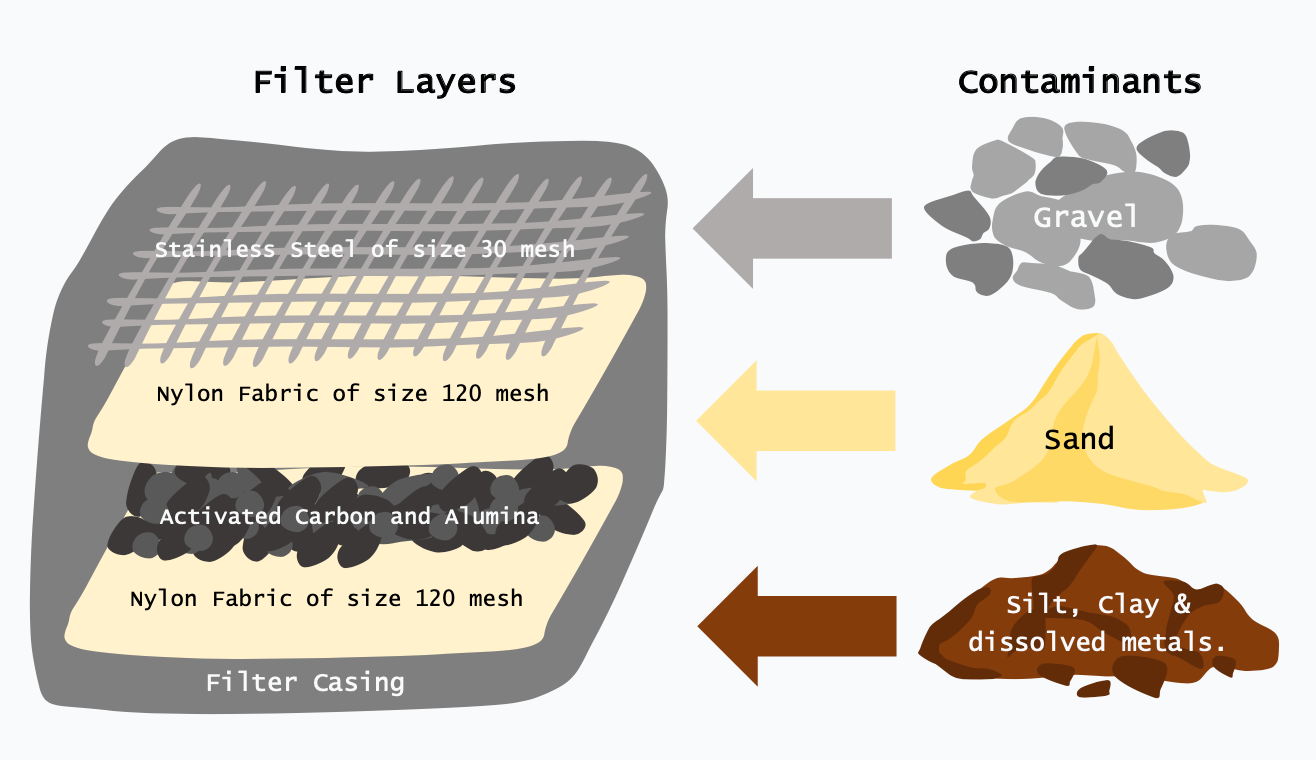 Filter Layers
Contaminants
Stainless Steel of size 30 mesh
Gravel
Nylon Fabric of size 120 mesh
Sand
Activated Carbon and Alumina
Nylon Fabric of size 120 mesh
Silt, Clay &
dissolved metals.
Filter Casing